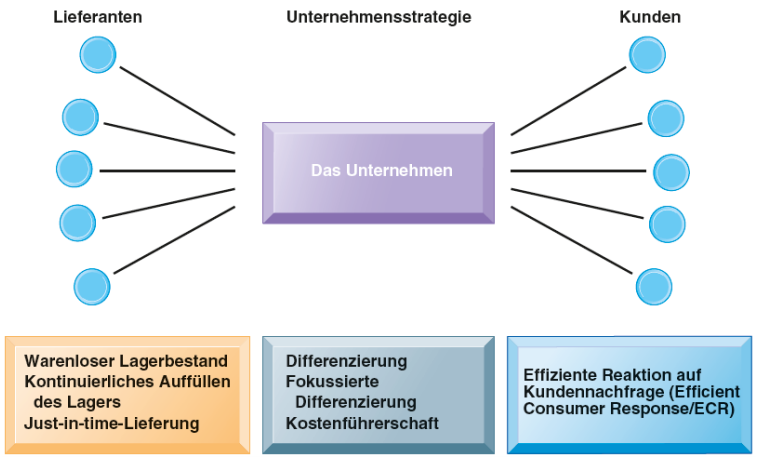 Lieferanten
Unternehmensstrategie
Kunden
Das Unternehmen
Warenloser Lagerbestand
Kontinuierliches Auffüllen
des Lagers
Just-in-time-Lieferung
Differenzierung
Fokussierte
Differenzierung
Kostenführerschaft
Effiziente Reaktion auf
Kundennachfrage (Efficient
Consumer Response/ECR)